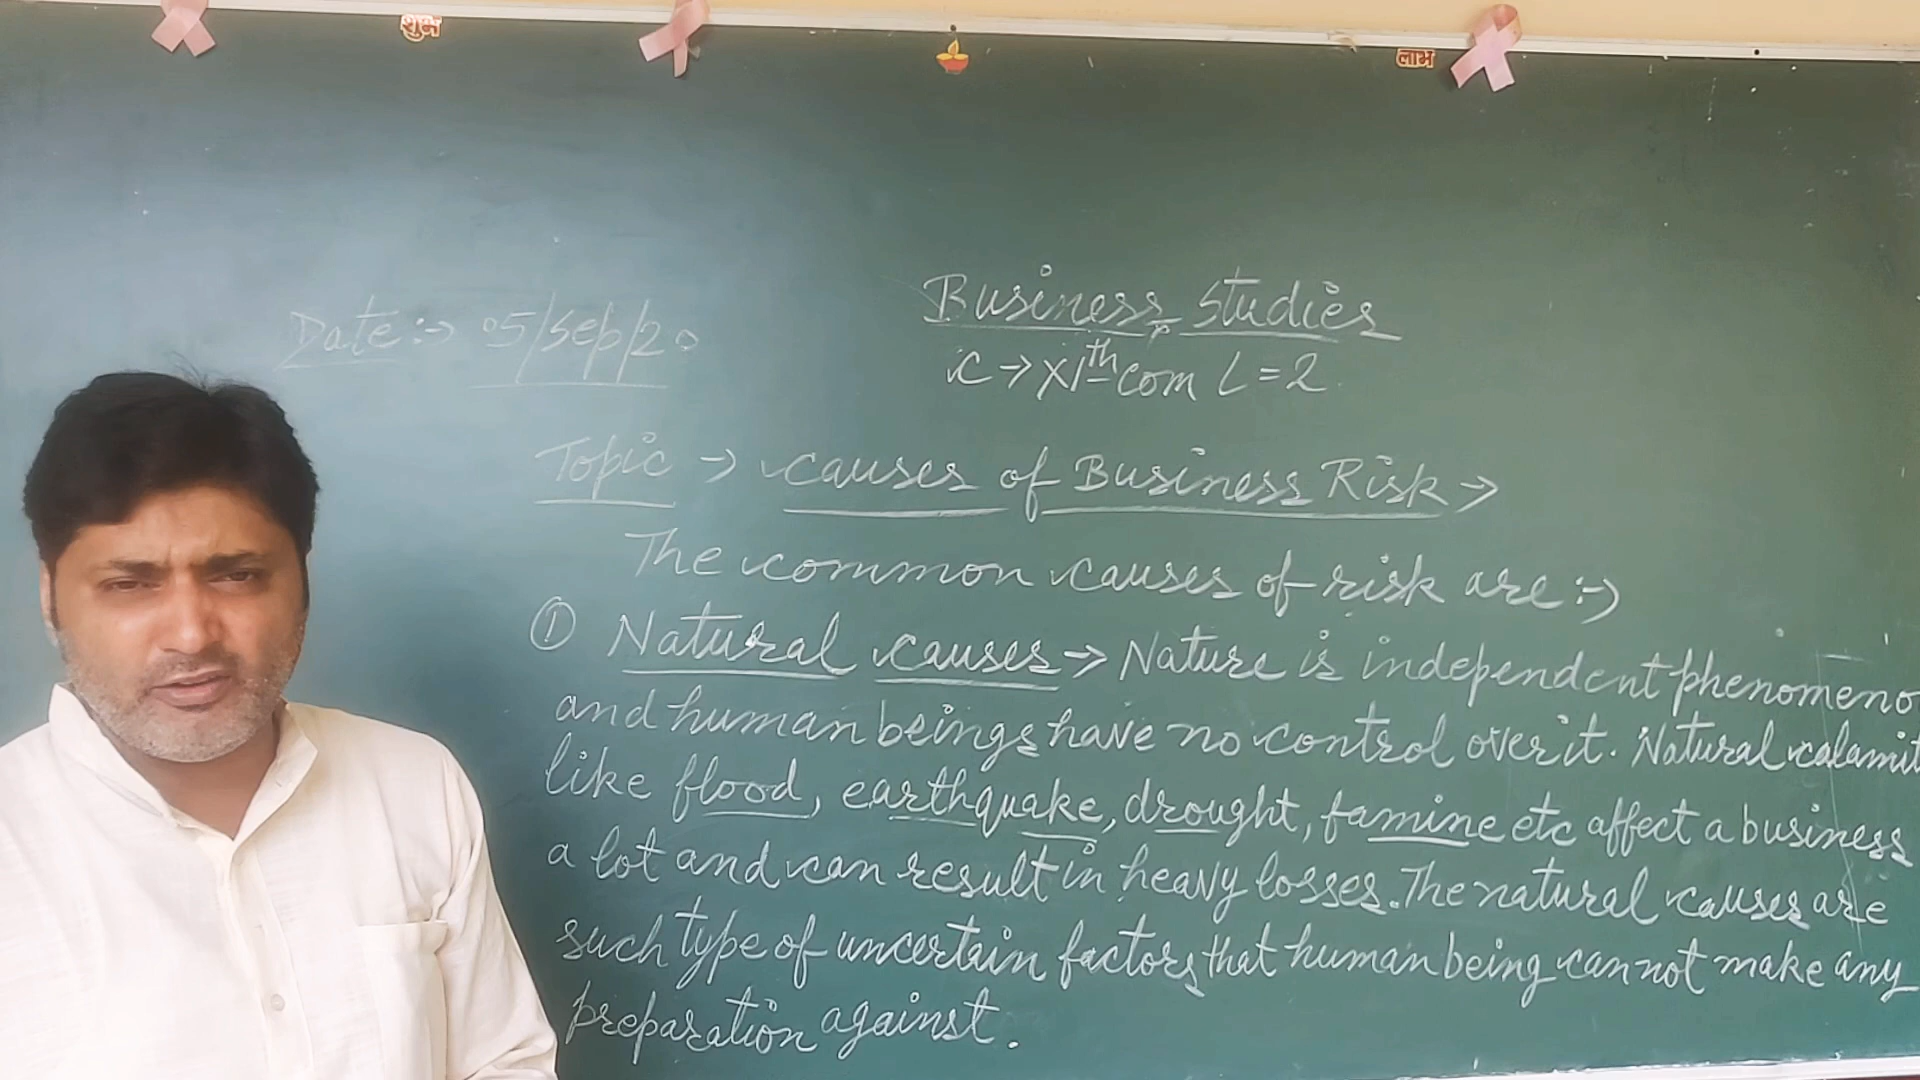 शुभ
लाभ
Business Studies
Date:→ 05/Sep/20
C → XIth com L = 2
Topic → causes of Business Risk →
The common causes of risk are :→
① Natural causes → Nature is independent phenomeno
and human beings have no control over it. Natural calamit
like flood, earthquake, drought, famine etc affect a business
a lot and can result in heavy losses. The natural causes are
such type of uncertain factors that human being can not make any
preparation against.